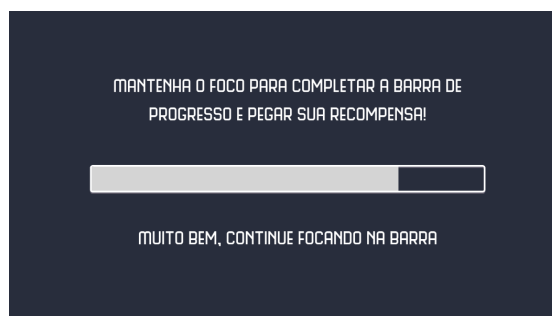 MANTENHA O FOCO PARA COMPLETAR A BARRA DE
PROGRESSO E PEGAR SUA RECOMPENSA!
MUITO BEM, CONTINUE FOCANDO NA BARRA